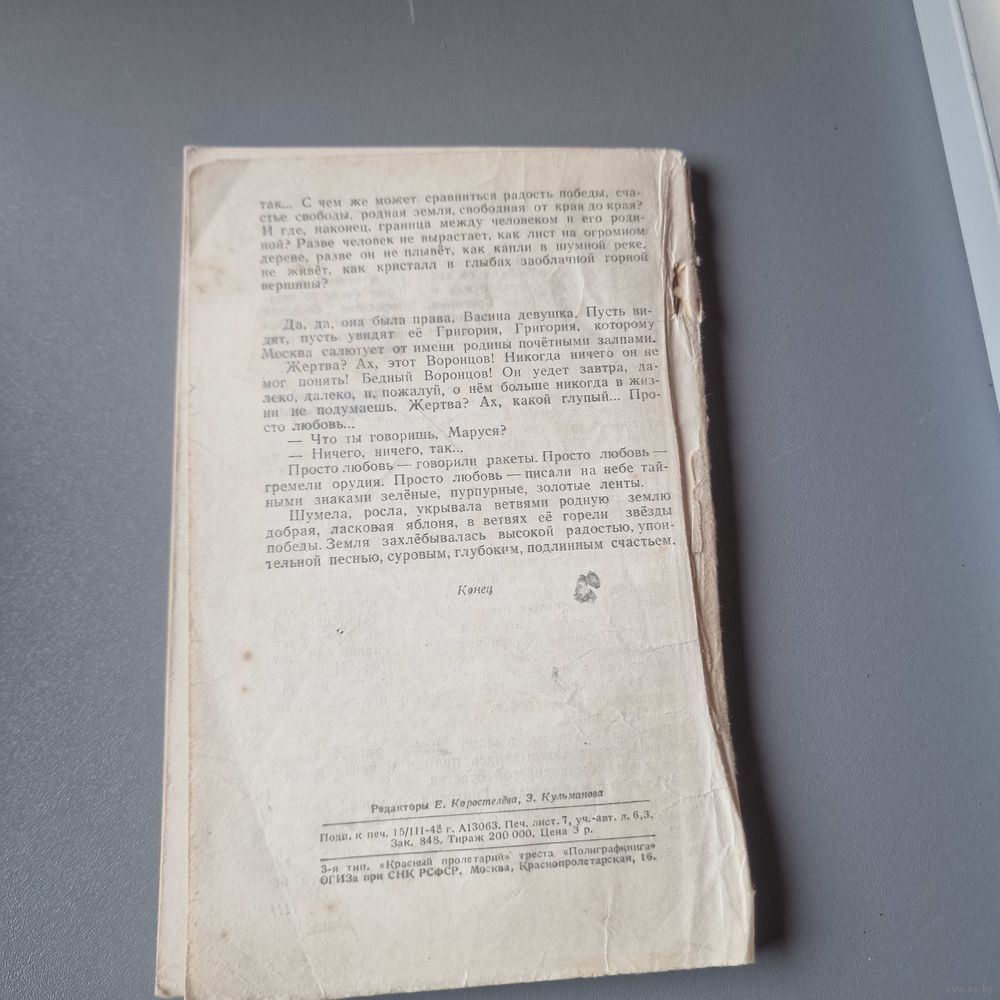 так... С чем же может сравниться радость победы, сча-
стье свободы, родная земля, свободная от края до края?
И где, наконец, граница между человеком и его роди-
ной? Разве человек не вырастает, как лист на огромном
дереве, разве он не плывёт, как капли в шумной реке,
не живёт, как кристалл в глыбах заоблачной горной
вершины?
Да, да, она была права, Васина девушка. Пусть ви-
дят, пусть увидят её Григория, Григория, которому
Москва салютует от имени родины почётными залпами.
Жертва? Ах, этот Воронцов! Никогда ничего он не
мог понять! Бедный Воронцов! Он уедет завтра, да-
леко, далеко, и, пожалуй, о нём больше никогда в жиз-
ни не подумаешь. Жертва? Ах, какой глупый... Про-
сто любовь...
— Что ты говоришь, Маруся?
— Ничего, ничего, так...
Просто любовь — говорили ракеты. Просто любовь —
гремели орудия. Просто любовь — писали на небе тай-
ными знаками зелёные, пурпурные, золотые ленты.
Шумела, росла, укрывала ветвями родную землю
добрая, ласковая яблоня, в ветвях её горели звёзды
победы. Земля захлёбывалась высокой радостью, упои-
тельной песнью, суровым, глубоким, подлинным счастьем.
Конец
Редакторы Е. Коростелёва, З. Кульманова
Подп. к печ. 15/III-45 г. А13063. Печ. лист. 7, уч.-авт. л. 6,3.
Зак. 848. Тираж 200 000. Цена 3 р.
3-я тип. «Красный пролетарий» треста «Полиграфкнига»
ОГИЗа при СНК РСФСР. Москва, Краснопролетарская, 16.
www.ay.by